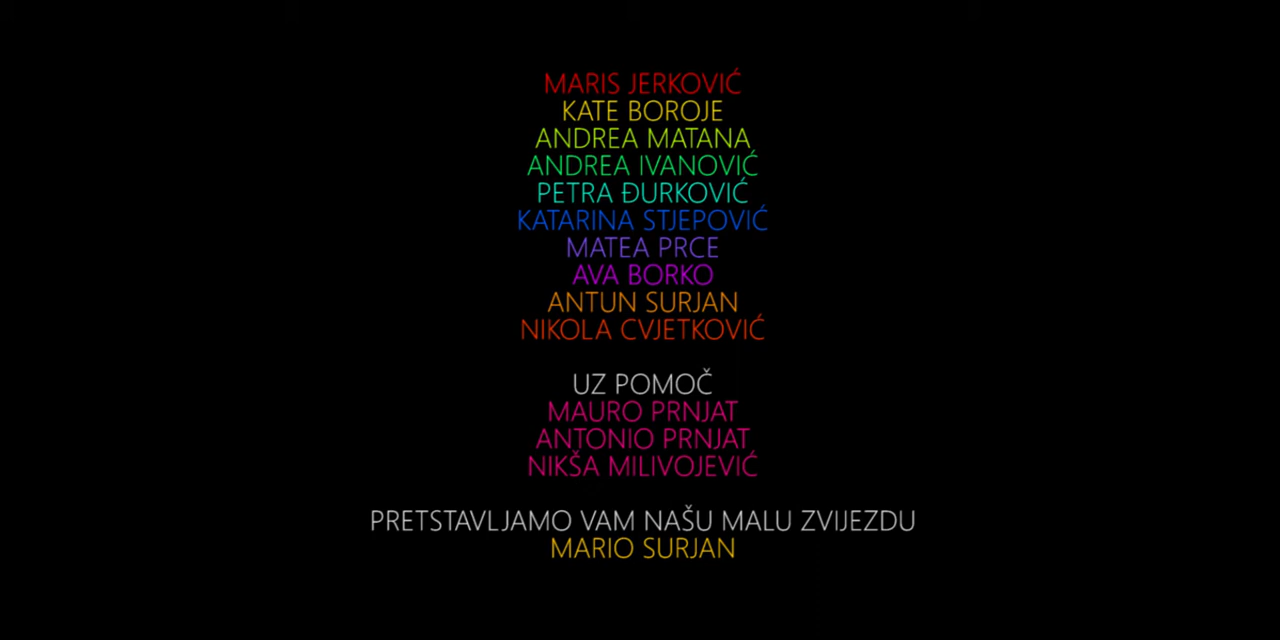 MARIS JERKOVIĆ
KATE BOROJE
ANDREA MATANA
ANDREA IVANOVIĆ
PETRA ĐURKOVIĆ
KATARINA STJEPOVIĆ
MATEA PRCE
AVA BORKO
ANTUN SURJAN
NIKOLA CVJETKOVIĆ
UZ POMOČ
MAURO PRNJAT
ANTONIO PRNJAT
NIKŠA MILIVOJEVIĆ
PRETSTAVLJAMO VAM NAŠU MALU ZVIJEZDU
MARIO SURJAN